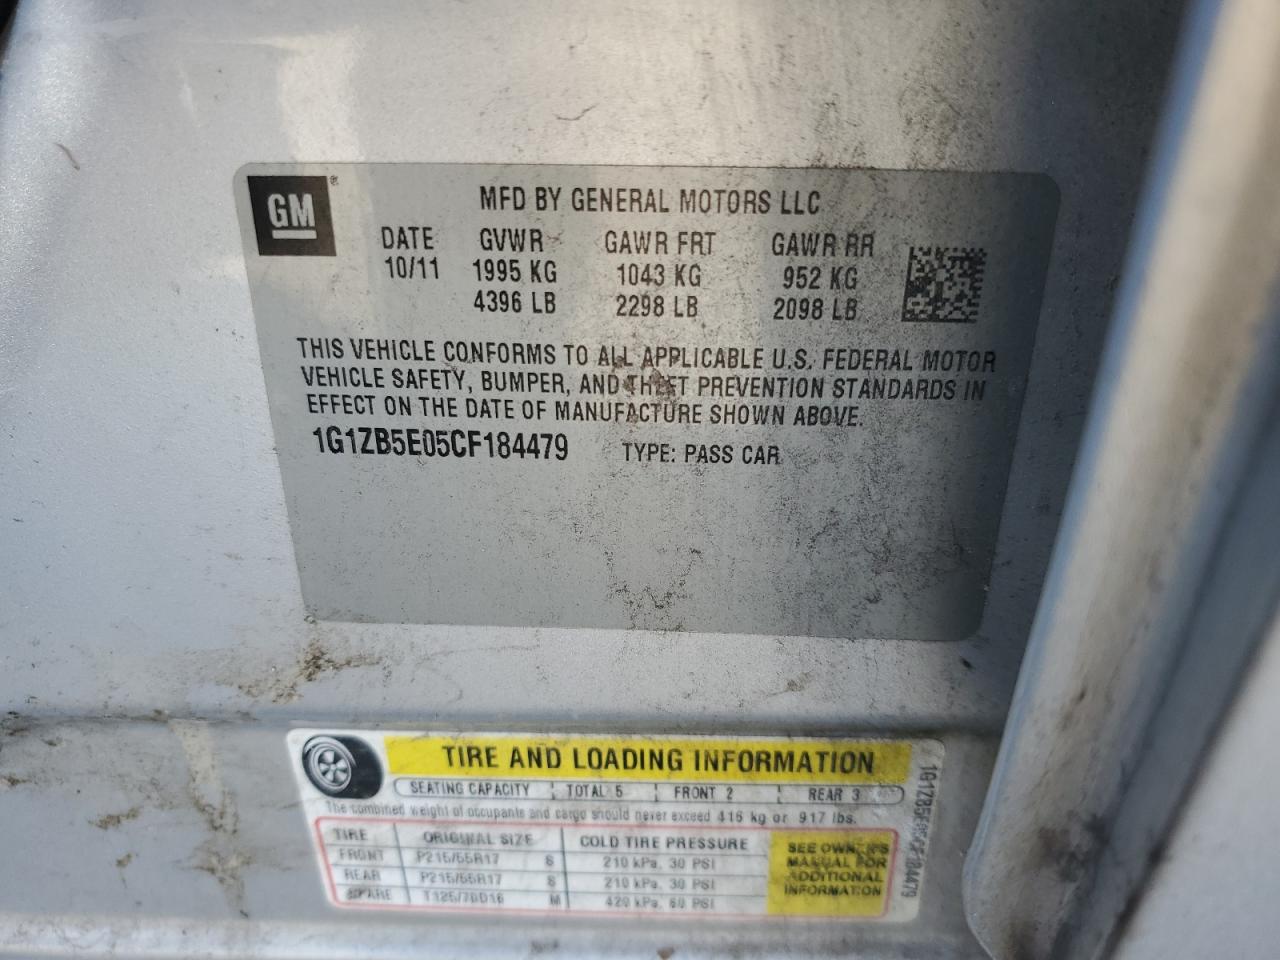 GM®
MFD BY GENERAL MOTORS LLC
DATE GVWR GAWR FRT GAWR RR
10/11 1995 KG 1043 KG 952 KG
4396 LB 2298 LB 2098 LB
THIS VEHICLE CONFORMS TO ALL APPLICABLE U.S. FEDERAL MOTOR
VEHICLE SAFETY, BUMPER, AND THEFT PREVENTION STANDARDS IN
EFFECT ON THE DATE OF MANUFACTURE SHOWN ABOVE.
1G1ZB5E05CF184479 TYPE: PASS CAR
TIRE AND LOADING INFORMATION
SEATING CAPACITY TOTAL 5 FRONT 2 REAR 3
The combined weight of occupants and cargo should never exceed 416 kg or 917 lbs.
TIRE ORIGINAL SIZE COLD TIRE PRESSURE
FRONT P215/55R17 S 210 kPa, 30 PSI
REAR P215/55R17 S 210 kPa, 30 PSI
SPARE T125/70D16 M 420 kPa, 60 PSI
SEE OWNER'S
MANUAL FOR
ADDITIONAL
INFORMATION
1G1ZB5E05CF184479